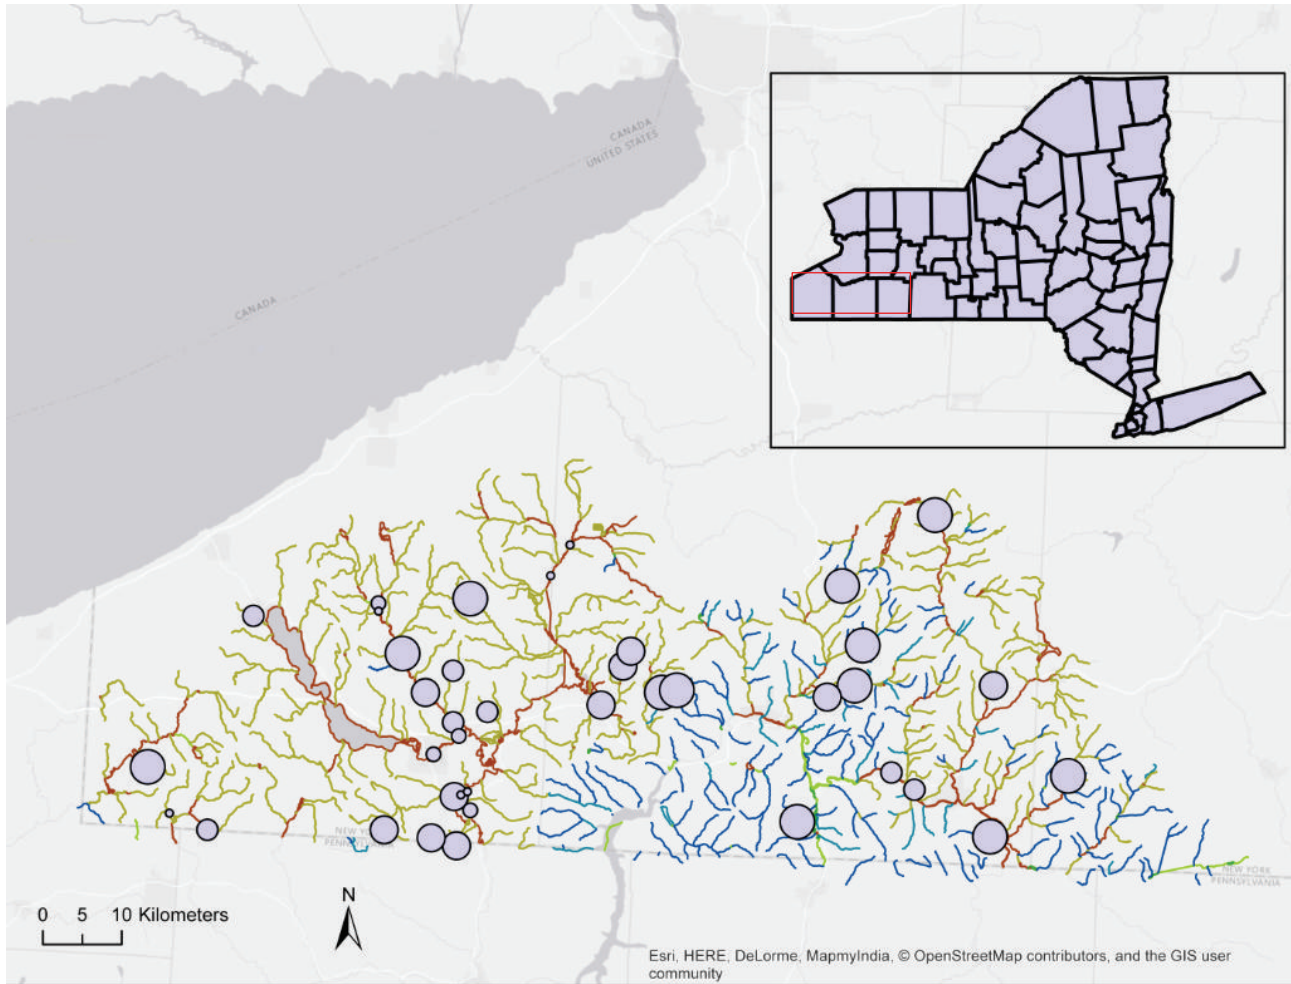 CANADA
UNITED STATES
CANADA
NEW YORK
PENNSYLVANIA
NEW YORK
PENNSYLVANIA
N
0 5 10 Kilometers
Esri, HERE, DeLorme, MapmyIndia, © OpenStreetMap contributors, and the GIS user
community